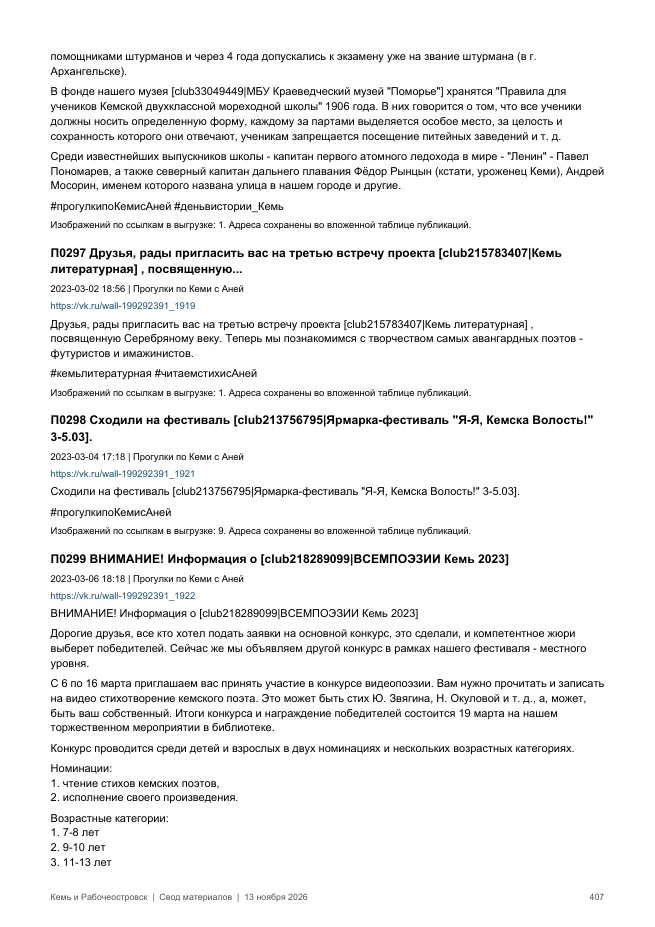 помощниками штурманов и через 4 года допускались к экзамену уже на звание штурмана (в г.
Архангельске).
В фонде нашего музея [club33049449|МБУ Краеведческий музей "Поморье"] хранятся "Правила для
учеников Кемской двухклассной мореходной школы" 1906 года. В них говорится о том, что все ученики
должны носить определенную форму, каждому за партами выделяется особое место, за целость и
сохранность которого они отвечают, ученикам запрещается посещение питейных заведений и т. д.
Среди известнейших выпускников школы - капитан первого атомного ледохода в мире - "Ленин" - Павел
Пономарев, а также северный капитан дальнего плавания Фёдор Рынцын (кстати, уроженец Кеми), Андрей
Мосорин, именем которого названа улица в нашем городе и другие.
#прогулкипоКемисАней #деньвистории_Кемь
Изображений по ссылкам в выгрузке: 1. Адреса сохранены во вложенной таблице публикаций.
П0297 Друзья, рады пригласить вас на третью встречу проекта [club215783407|Кемь
литературная] , посвященную...
2023-03-02 18:56 | Прогулки по Кеми с Аней
https://vk.ru/wall-199292391_1919
Друзья, рады пригласить вас на третью встречу проекта [club215783407|Кемь литературная] ,
посвященную Серебряному веку. Теперь мы познакомимся с творчеством самых авангардных поэтов -
футуристов и имажинистов.
#кемьлитературная #читаемстихисАней
Изображений по ссылкам в выгрузке: 1. Адреса сохранены во вложенной таблице публикаций.
П0298 Сходили на фестиваль [club213756795|Ярмарка-фестиваль "Я-Я, Кемска Волость!"
3-5.03].
2023-03-04 17:18 | Прогулки по Кеми с Аней
https://vk.ru/wall-199292391_1921
Сходили на фестиваль [club213756795|Ярмарка-фестиваль "Я-Я, Кемска Волость!" 3-5.03].
#прогулкипоКемисАней
Изображений по ссылкам в выгрузке: 9. Адреса сохранены во вложенной таблице публикаций.
П0299 ВНИМАНИЕ! Информация о [club218289099|ВСЕМПОЭЗИИ Кемь 2023]
2023-03-06 18:18 | Прогулки по Кеми с Аней
https://vk.ru/wall-199292391_1922
ВНИМАНИЕ! Информация о [club218289099|ВСЕМПОЭЗИИ Кемь 2023]
Дорогие друзья, все кто хотел подать заявки на основной конкурс, это сделали, и компетентное жюри
выберет победителей. Сейчас же мы объявляем другой конкурс в рамках нашего фестиваля - местного
уровня.
С 6 по 16 марта приглашаем вас принять участие в конкурсе видеопоэзии. Вам нужно прочитать и записать
на видео стихотворение кемского поэта. Это может быть стих Ю. Звягина, Н. Окуловой и т. д., а, может,
быть ваш собственный. Итоги конкурса и награждение победителей состоится 19 марта на нашем
торжественном мероприятии в библиотеке.
Конкурс проводится среди детей и взрослых в двух номинациях и нескольких возрастных категориях.
Номинации:
1. чтение стихов кемских поэтов,
2. исполнение своего произведения.
Возрастные категории:
1. 7-8 лет
2. 9-10 лет
3. 11-13 лет
Кемь и Рабочеостровск | Свод материалов | 13 ноября 2026
407